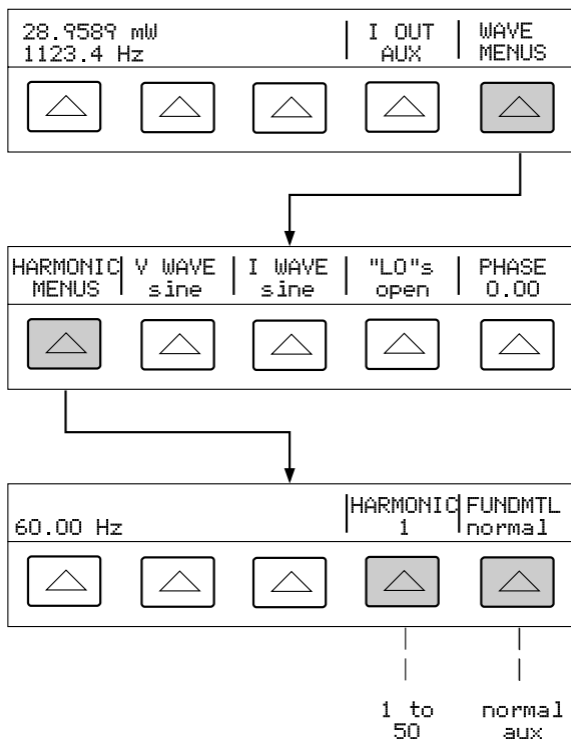 28.9589 mW
1123.4 Hz
I OUT
AUX
WAVE
MENUS
HARMONIC
MENUS
V WAVE
sine
I WAVE
sine
"LO"s
open
PHASE
0.00
60.00 Hz
HARMONIC
1
FUNDMTL
normal
1 to
50
normal
aux